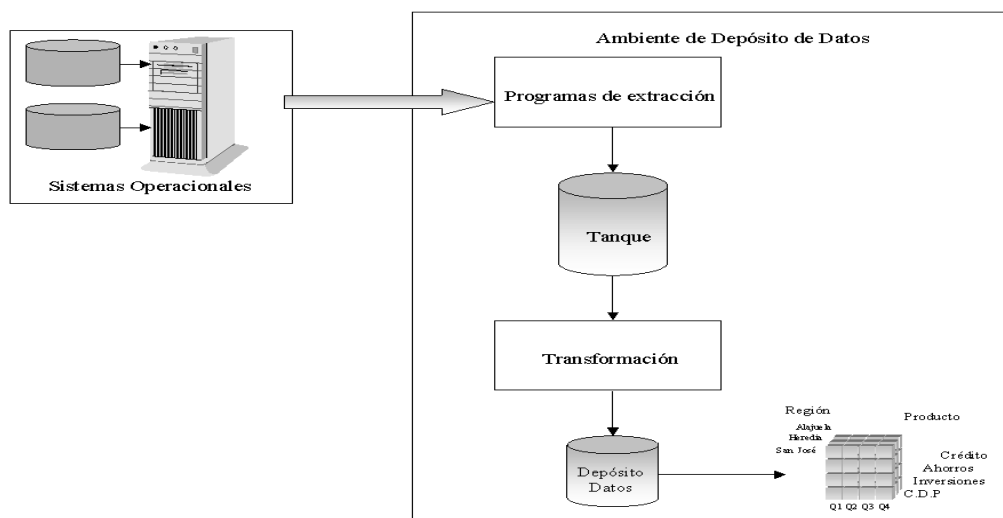 Ambiente de Depósito de Datos
Programas de extracción
Sistemas Operacionales
Tanque
Transformación
Región
Producto
Alajuela
Heredia
San José
Crédito
Ahorros
Inversiones
C.D.P
Depósito
Datos
Q1 Q2 Q3 Q4